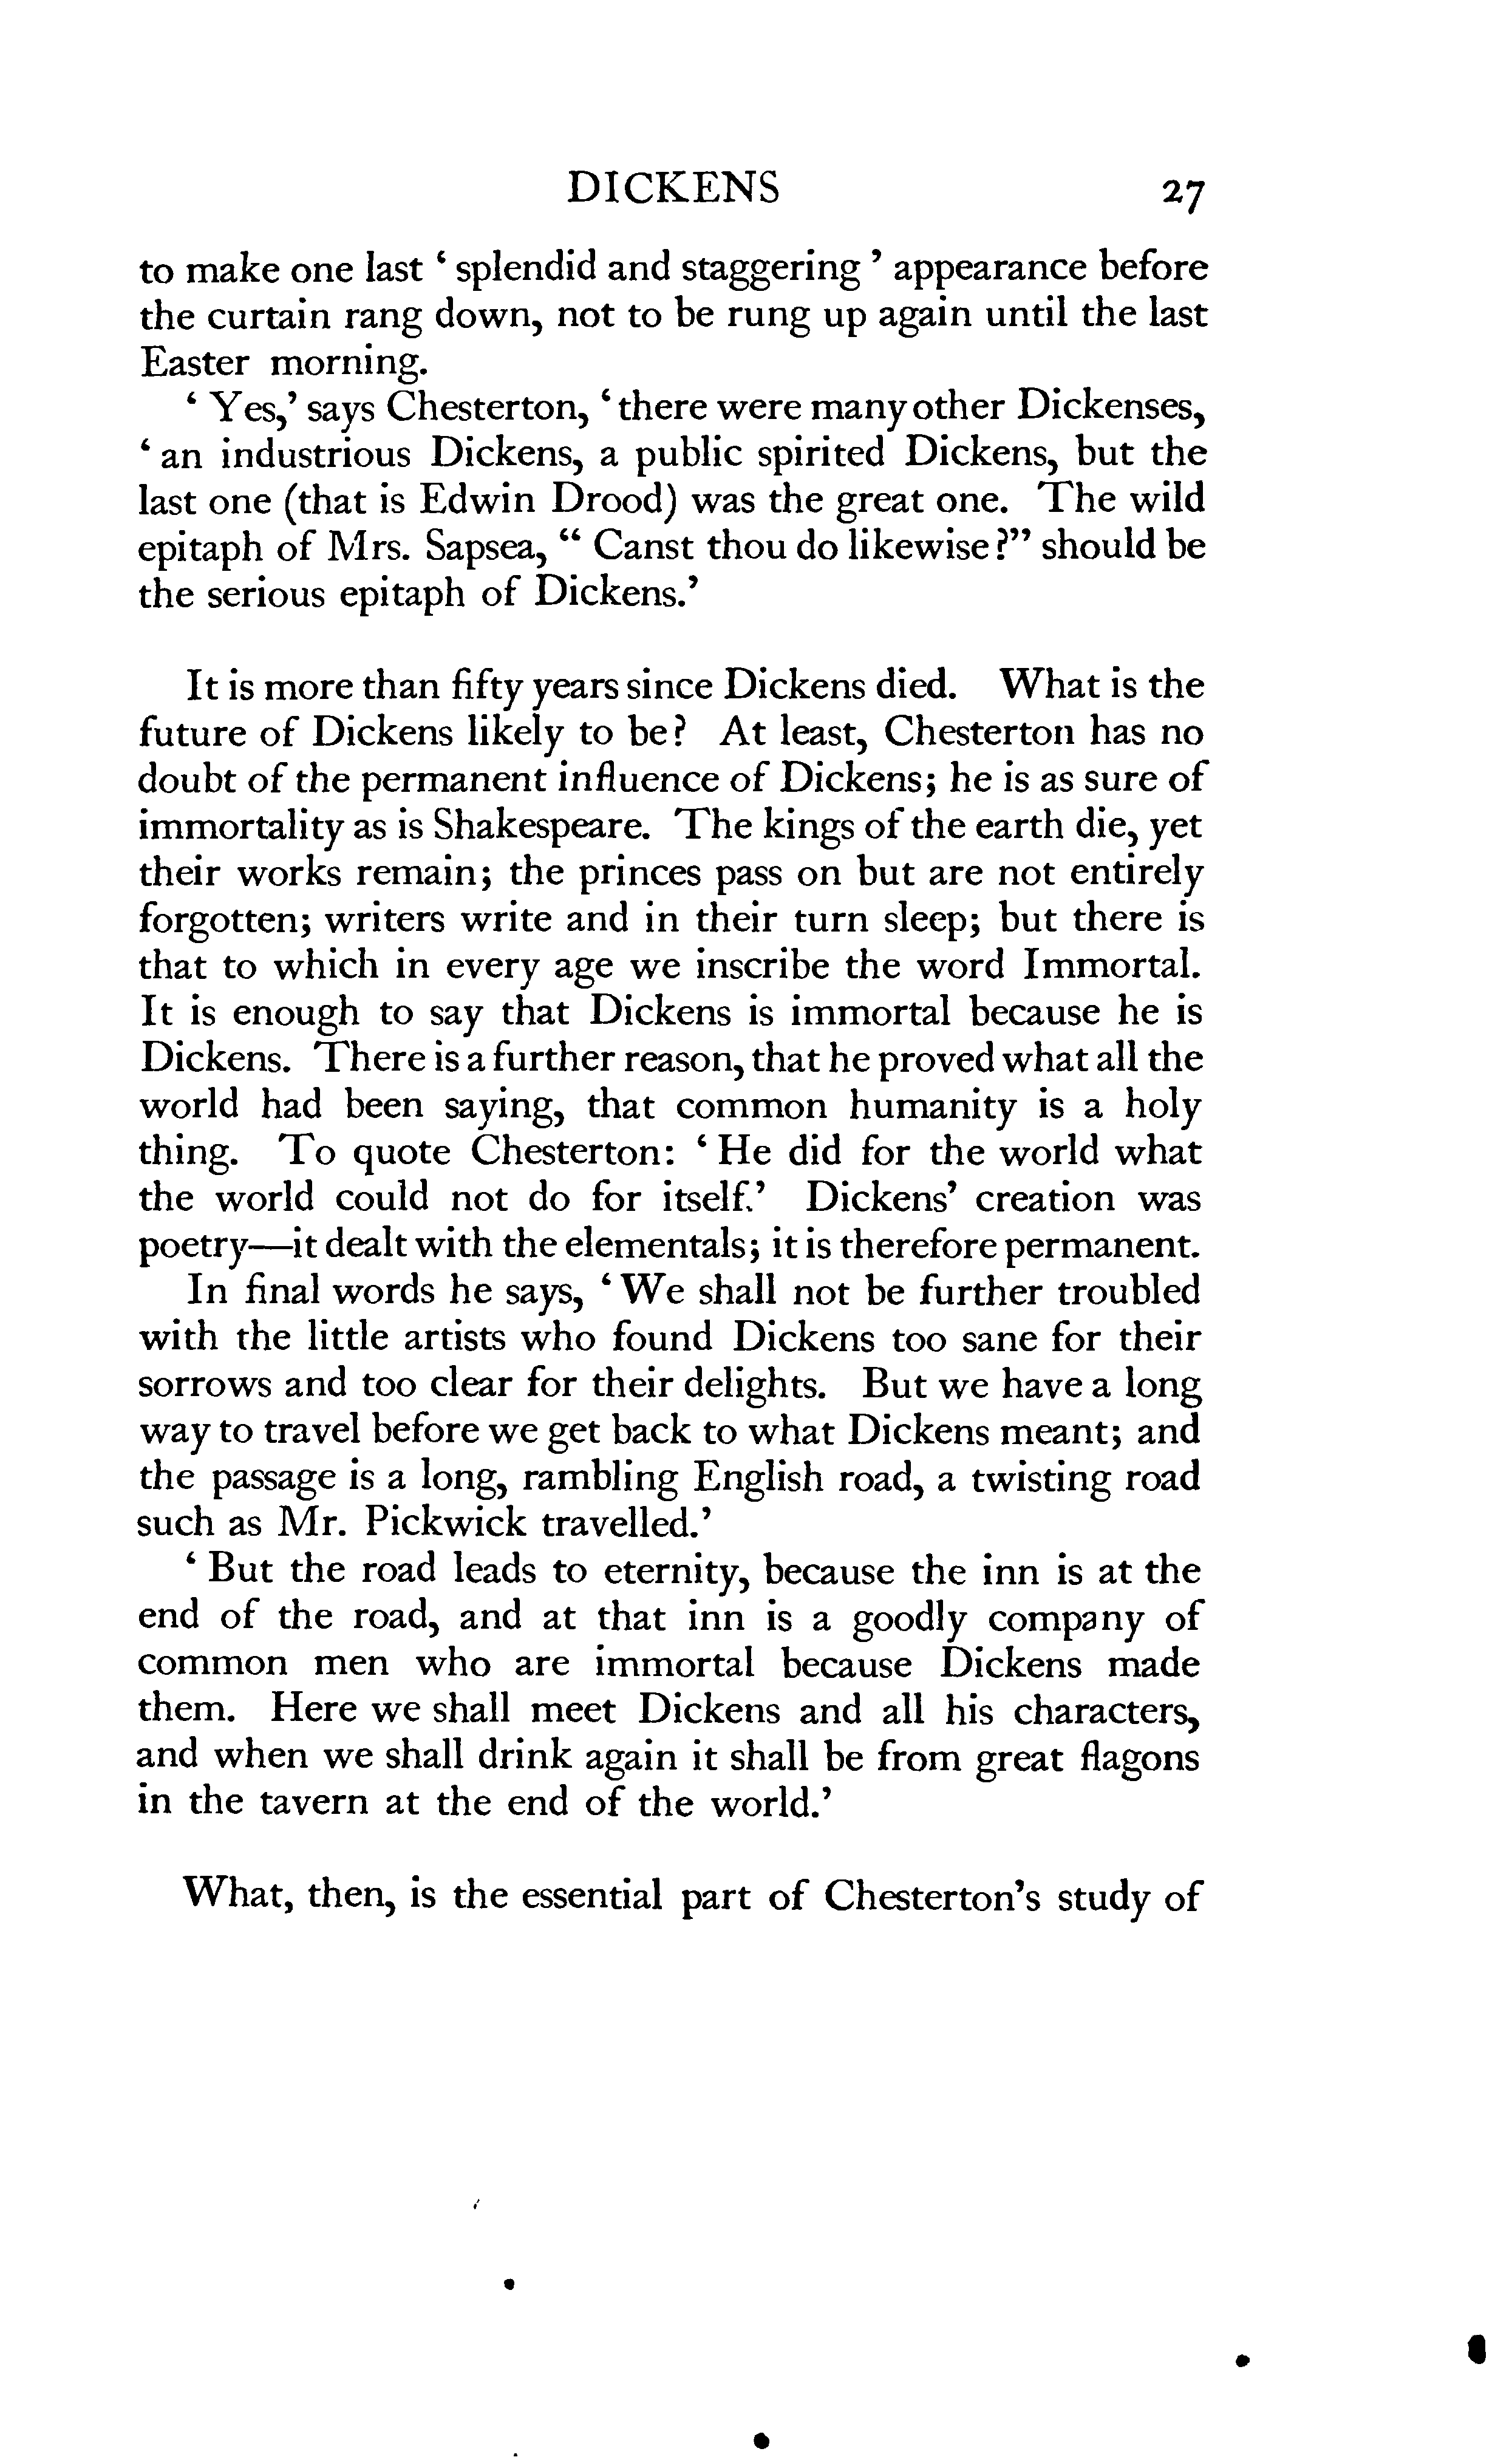 DICKENS 27
to make one last ‘ splendid and staggering ’ appearance before
the curtain rang down, not to be rung up again until the last
Easter morning.
‘ Yes,’ says Chesterton, ‘ there were many other Dickenses,
‘ an industrious Dickens, a public spirited Dickens, but the
last one (that is Edwin Drood) was the great one. The wild
epitaph of Mrs. Sapsea, “ Canst thou do likewise?” should be
the serious epitaph of Dickens.’
It is more than fifty years since Dickens died. What is the
future of Dickens likely to be? At least, Chesterton has no
doubt of the permanent influence of Dickens; he is as sure of
immortality as is Shakespeare. The kings of the earth die, yet
their works remain; the princes pass on but are not entirely
forgotten; writers write and in their turn sleep; but there is
that to which in every age we inscribe the word Immortal.
It is enough to say that Dickens is immortal because he is
Dickens. There is a further reason, that he proved what all the
world had been saying, that common humanity is a holy
thing. To quote Chesterton: ‘ He did for the world what
the world could not do for itself.’ Dickens’ creation was
poetry—it dealt with the elementals; it is therefore permanent.
In final words he says, ‘ We shall not be further troubled
with the little artists who found Dickens too sane for their
sorrows and too clear for their delights. But we have a long
way to travel before we get back to what Dickens meant; and
the passage is a long, rambling English road, a twisting road
such as Mr. Pickwick travelled.’
‘ But the road leads to eternity, because the inn is at the
end of the road, and at that inn is a goodly company of
common men who are immortal because Dickens made
them. Here we shall meet Dickens and all his characters,
and when we shall drink again it shall be from great flagons
in the tavern at the end of the world.’
What, then, is the essential part of Chesterton’s study of